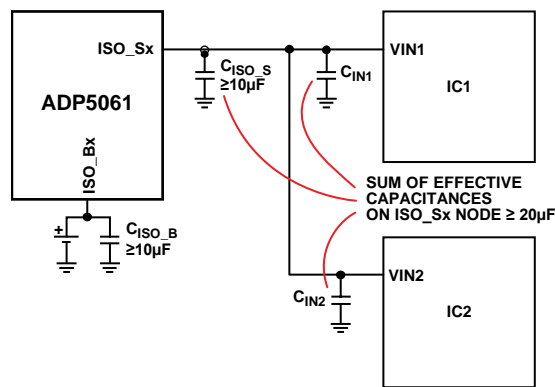 ISO_Sx
ADP5061
ISO_Bx
+
CISO_B
≥10µF
CISO_S
≥10µF
CIN1
VIN1
IC1
SUM OF EFFECTIVE
CAPACITANCES
ON ISO_Sx NODE ≥ 20µF
CIN2
VIN2
IC2